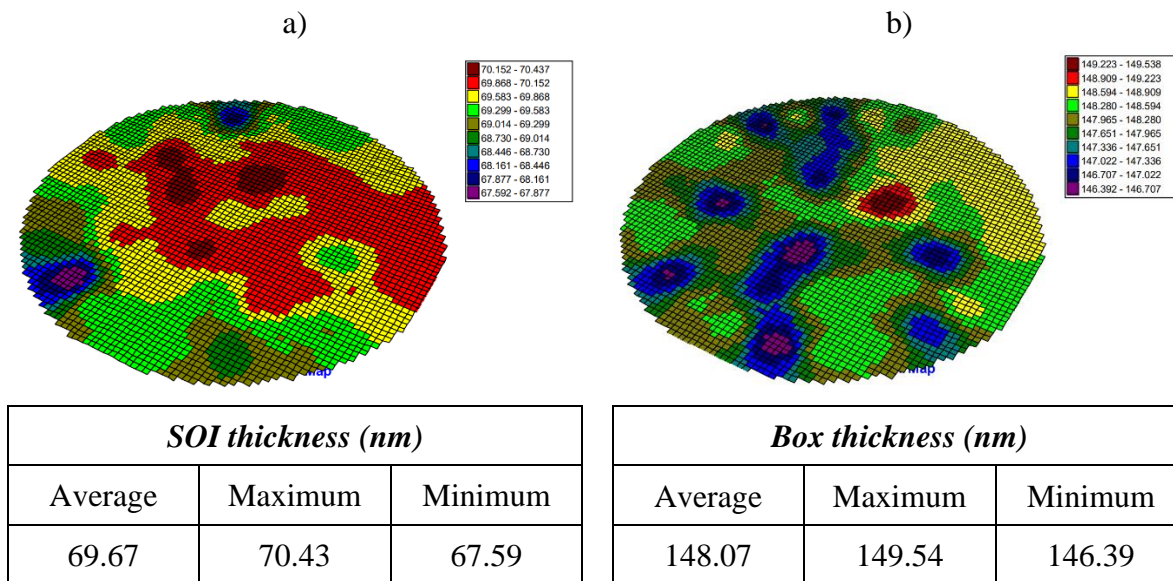 a)
b)
70.152 - 70.437
69.868 - 70.152
69.583 - 69.868
69.299 - 69.583
69.014 - 69.299
68.730 - 69.014
68.446 - 68.730
68.161 - 68.446
67.877 - 68.161
67.592 - 67.877
149.223 - 149.538
148.909 - 149.223
148.594 - 148.909
148.280 - 148.594
147.965 - 148.280
147.651 - 147.965
147.336 - 147.651
147.022 - 147.336
146.707 - 147.022
146.392 - 146.707
Map
Map
SOI thickness (nm)
Average Maximum Minimum
69.67 70.43 67.59
Box thickness (nm)
Average Maximum Minimum
148.07 149.54 146.39